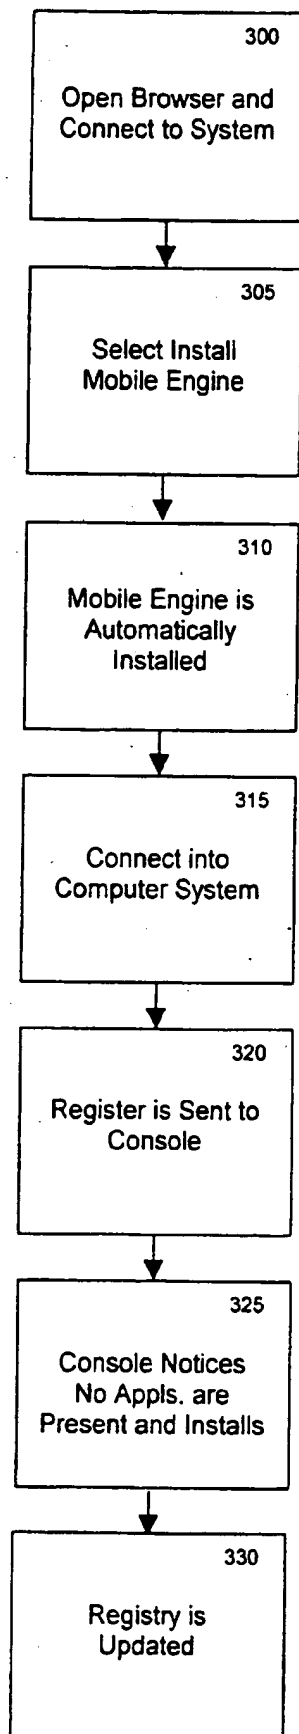 300
Open Browser and
Connect to System
305
Select Install
Mobile Engine
310
Mobile Engine is
Automatically
Installed
315
Connect into
Computer System
320
Register is Sent to
Console
325
Console Notices
No Appls. are
Present and Installs
330
Registry is
Updated